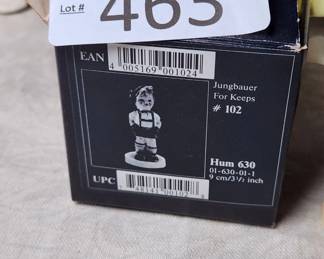 Lot #
465
EAN
4 005169 001024
Jungbauer
For Keeps
# 102
Hum 630
01-630-01-1
9 cm/3½ inch
UPC